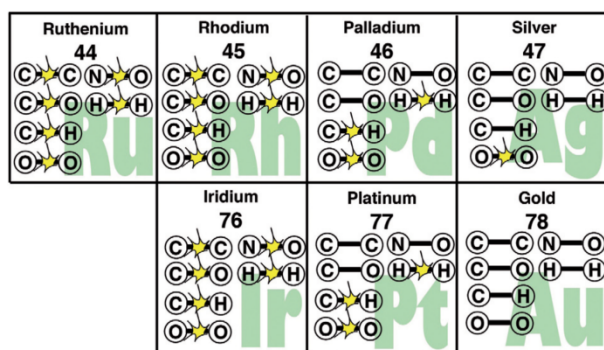 Ruthenium
44
C C N O
C O H H
C H
O O
Ru
Rhodium
45
C C N O
C O H H
C H
O O
Rh
Palladium
46
C C N O
C O H H
C H
O O
Pd
Silver
47
C C N O
C O H H
C H
O O
Ag
Iridium
76
C C N O
C O H H
C H
O O
Ir
Platinum
77
C C N O
C O H H
C H
O O
Pt
Gold
78
C C N O
C O H H
C H
O O
Au